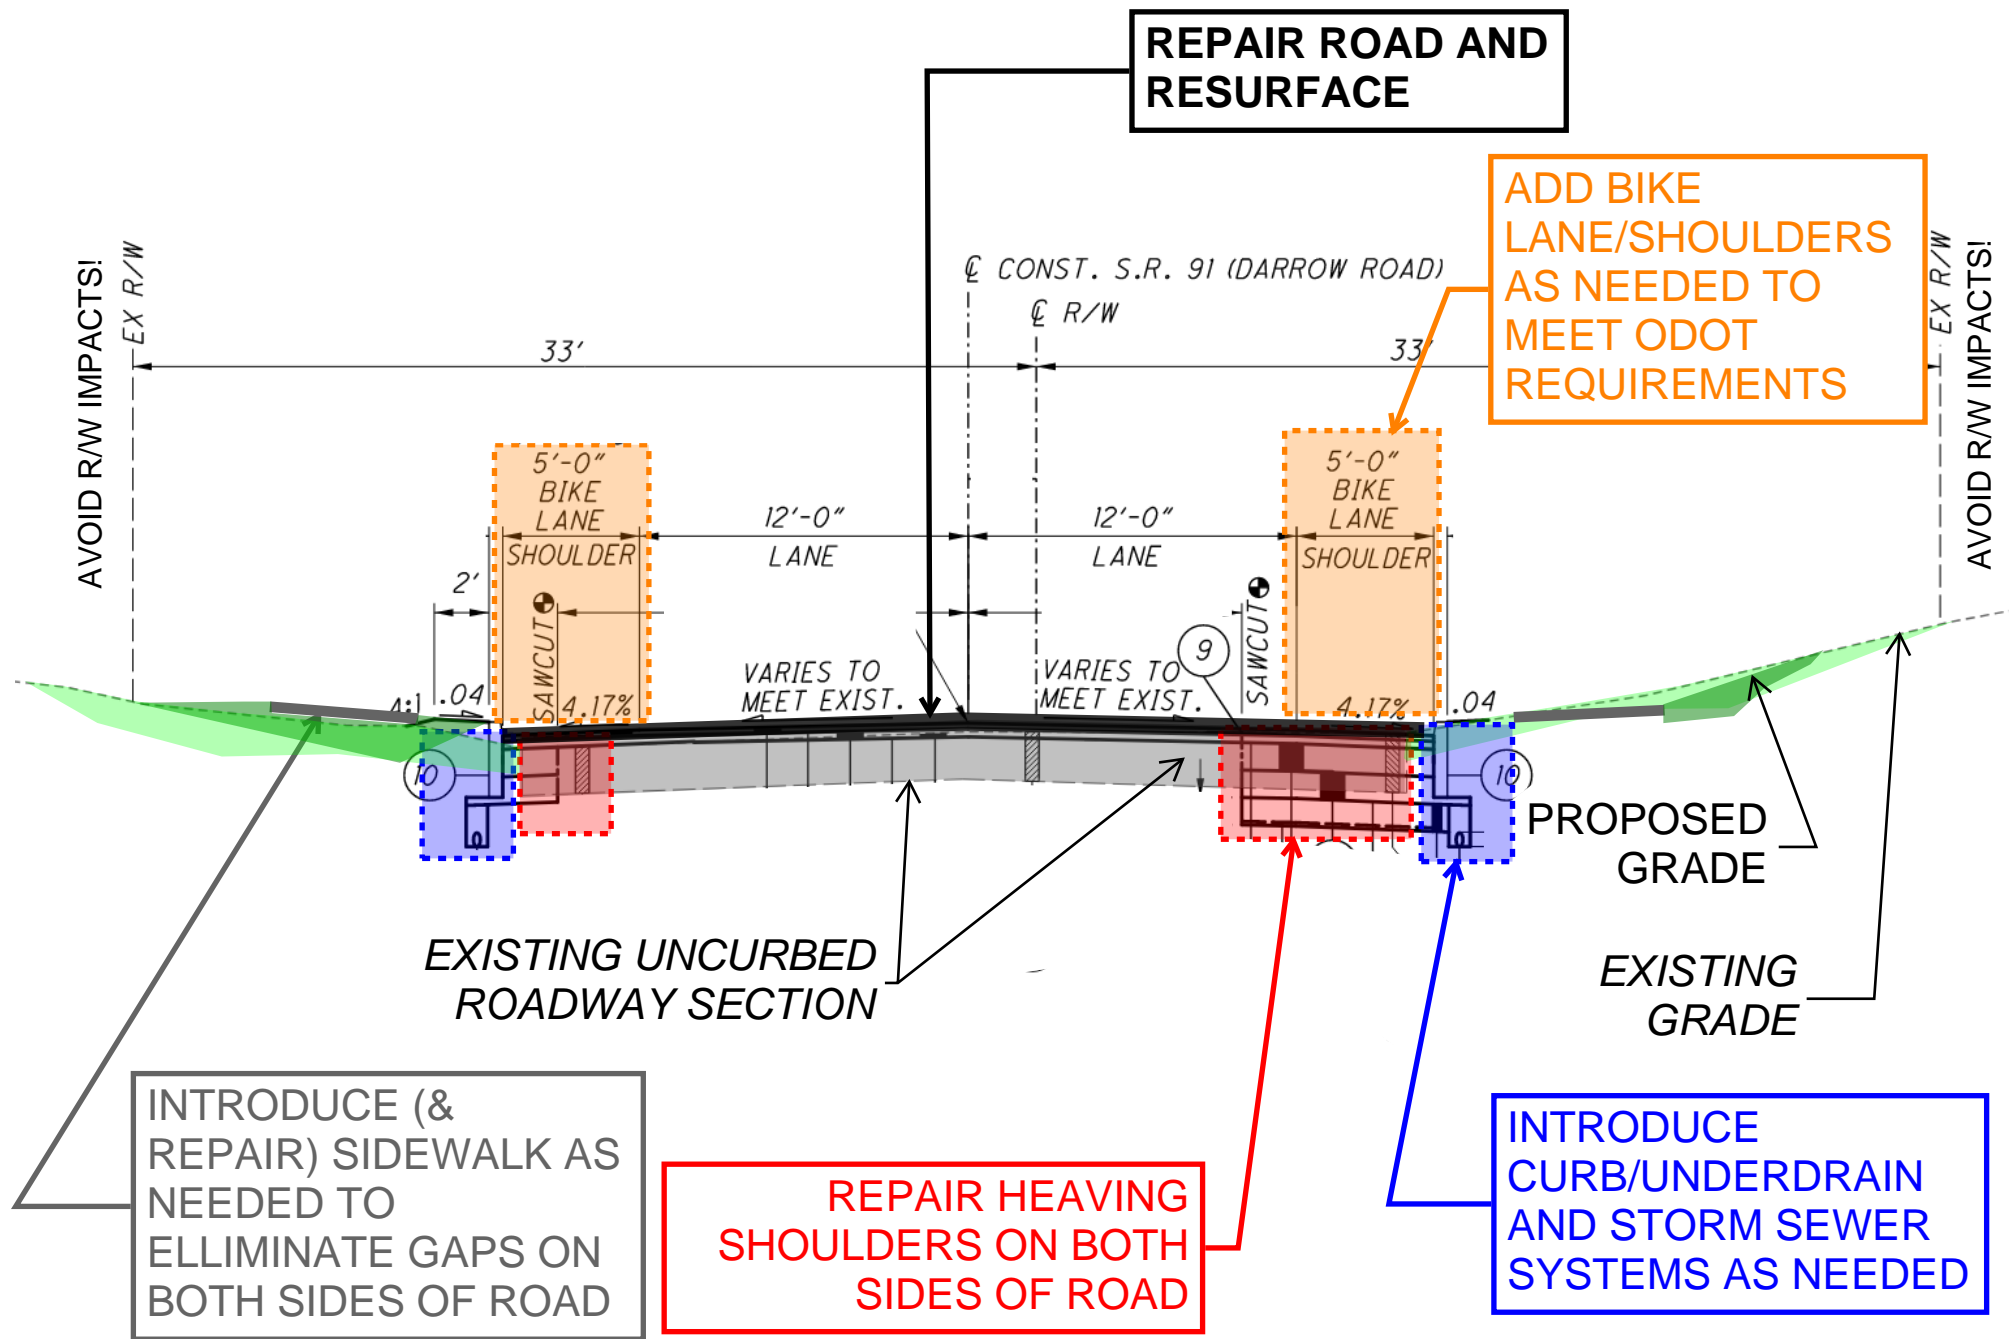 REPAIR ROAD AND
RESURFACE
ADD BIKE
LANE/SHOULDERS
AS NEEDED TO
MEET ODOT
REQUIREMENTS
AVOID R/W IMPACTS!
EX R/W
℄ CONST. S.R. 91 (DARROW ROAD)
℄ R/W
EX R/W
AVOID R/W IMPACTS!
33'
33'
5'-0"
BIKE
LANE
SHOULDER
12'-0"
LANE
12'-0"
LANE
5'-0"
BIKE
LANE
SHOULDER
2'
SAWCUT
SAWCUT
9
VARIES TO
MEET EXIST.
VARIES TO
MEET EXIST.
4:1
.04
4.17%
4.17%
.04
10
10
PROPOSED
GRADE
EXISTING UNCURBED
ROADWAY SECTION
EXISTING
GRADE
INTRODUCE (&
REPAIR) SIDEWALK AS
NEEDED TO
ELLIMINATE GAPS ON
BOTH SIDES OF ROAD
REPAIR HEAVING
SHOULDERS ON BOTH
SIDES OF ROAD
INTRODUCE
CURB/UNDERDRAIN
AND STORM SEWER
SYSTEMS AS NEEDED